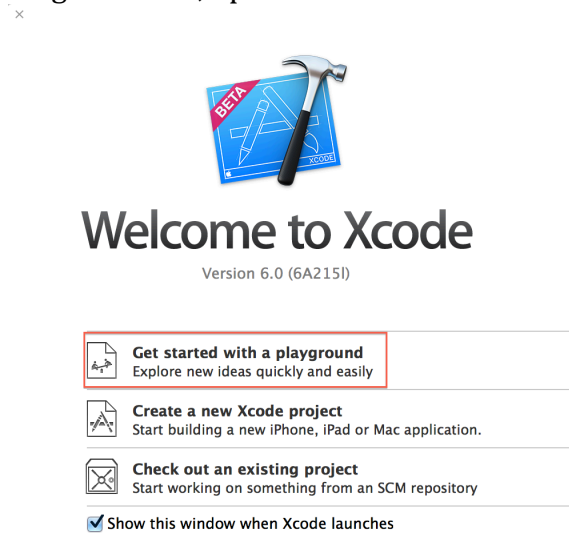 BETA
XCODE
Welcome to Xcode
Version 6.0 (6A215l)
Get started with a playground
Explore new ideas quickly and easily
Create a new Xcode project
Start building a new iPhone, iPad or Mac application.
Check out an existing project
Start working on something from an SCM repository
Show this window when Xcode launches